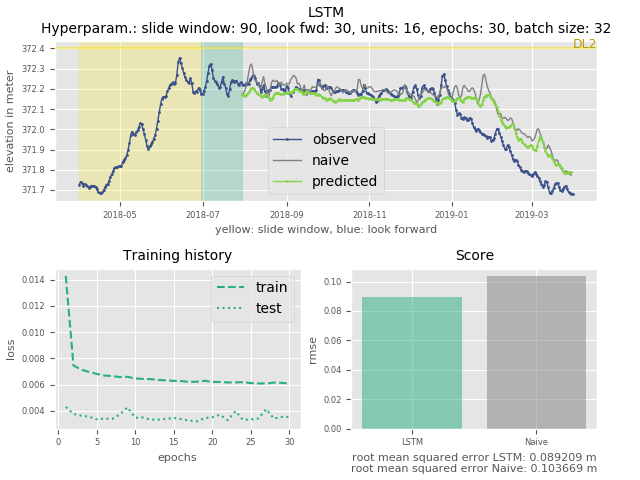 LSTM
Hyperparam.: slide window: 90, look fwd: 30, units: 16, epochs: 30, batch size: 32
DL2
372.4
372.3
372.2
372.1
372.0
371.9
371.8
371.7
elevation in meter
observed
naive
predicted
2018-05 2018-07 2018-09 2018-11 2019-01 2019-03
yellow: slide window, blue: look forward
Training history
0.014
0.012
0.010
0.008
0.006
0.004
loss
train
test
0 5 10 15 20 25 30
epochs
Score
0.10
0.08
0.06
0.04
0.02
0.00
rmse
LSTM Naive
root mean squared error LSTM: 0.089209 m
root mean squared error Naive: 0.103669 m